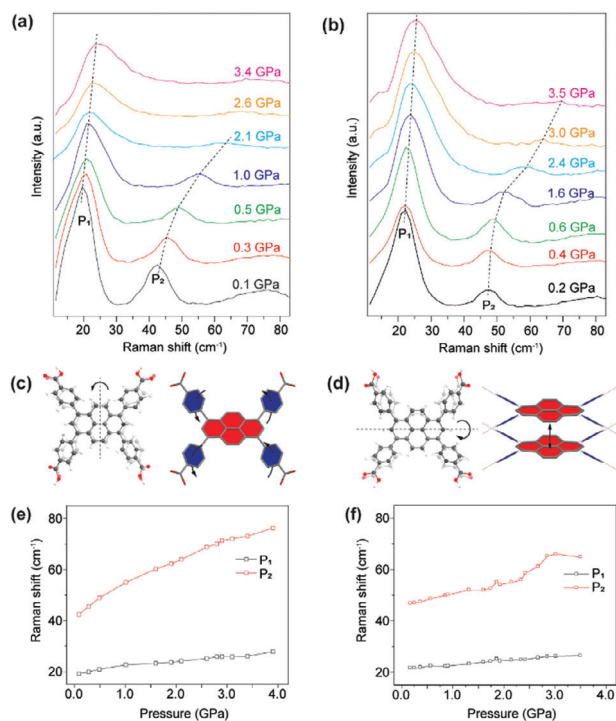 (a)
3.4 GPa
2.6 GPa
2.1 GPa
1.0 GPa
0.5 GPa
0.3 GPa
0.1 GPa
P₁
P₂
Intensity (a.u.)
10 20 30 40 50 60 70 80
Raman shift (cm⁻¹)
(b)
3.5 GPa
3.0 GPa
2.4 GPa
1.6 GPa
0.6 GPa
0.4 GPa
0.2 GPa
P₁
P₂
Intensity (a.u.)
10 20 30 40 50 60 70 80
Raman shift (cm⁻¹)
(c)
(d)
(e)
80
60
40
20
Raman shift (cm⁻¹)
P₁
P₂
0.0 1.0 2.0 3.0 4.0
Pressure (GPa)
(f)
80
60
40
20
Raman shift (cm⁻¹)
P₁
P₂
0.0 1.0 2.0 3.0 4.0
Pressure (GPa)